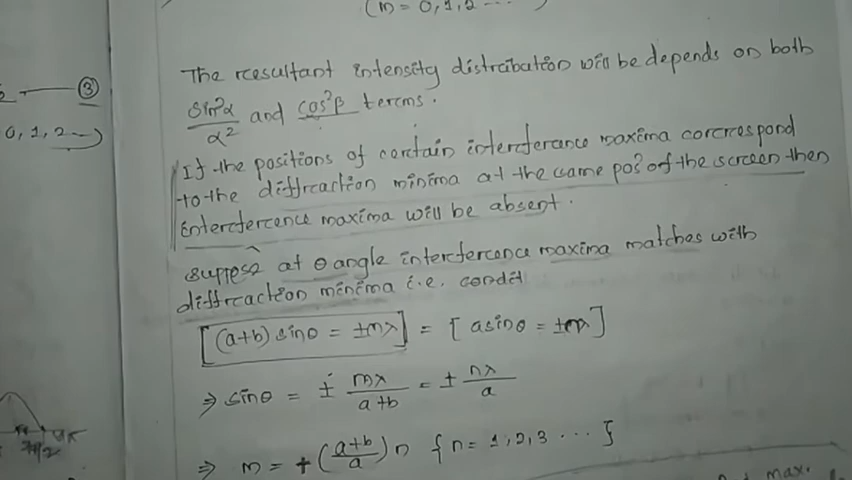 (m = 0,1,2 ... )
2 — ③
0,1,2—)
The resultant intensity distribution will be depends on both
sin²α/α² and cos²β terms.
If the positions of certain interference maxima correspond
to the diffraction minima at the same pos? of the screen then
interference maxima will be absent.
suppose at θ angle interference maxima matches with
diffraction minima i.e. condit
[(a+b) sinθ = ±mλ] = [a sinθ = ±nλ]
⇒ sinθ = ± mλ/(a+b) = ± nλ/a
⇒ m = + ((a+b)/a) n {n = 1,2,3 ... }
max.